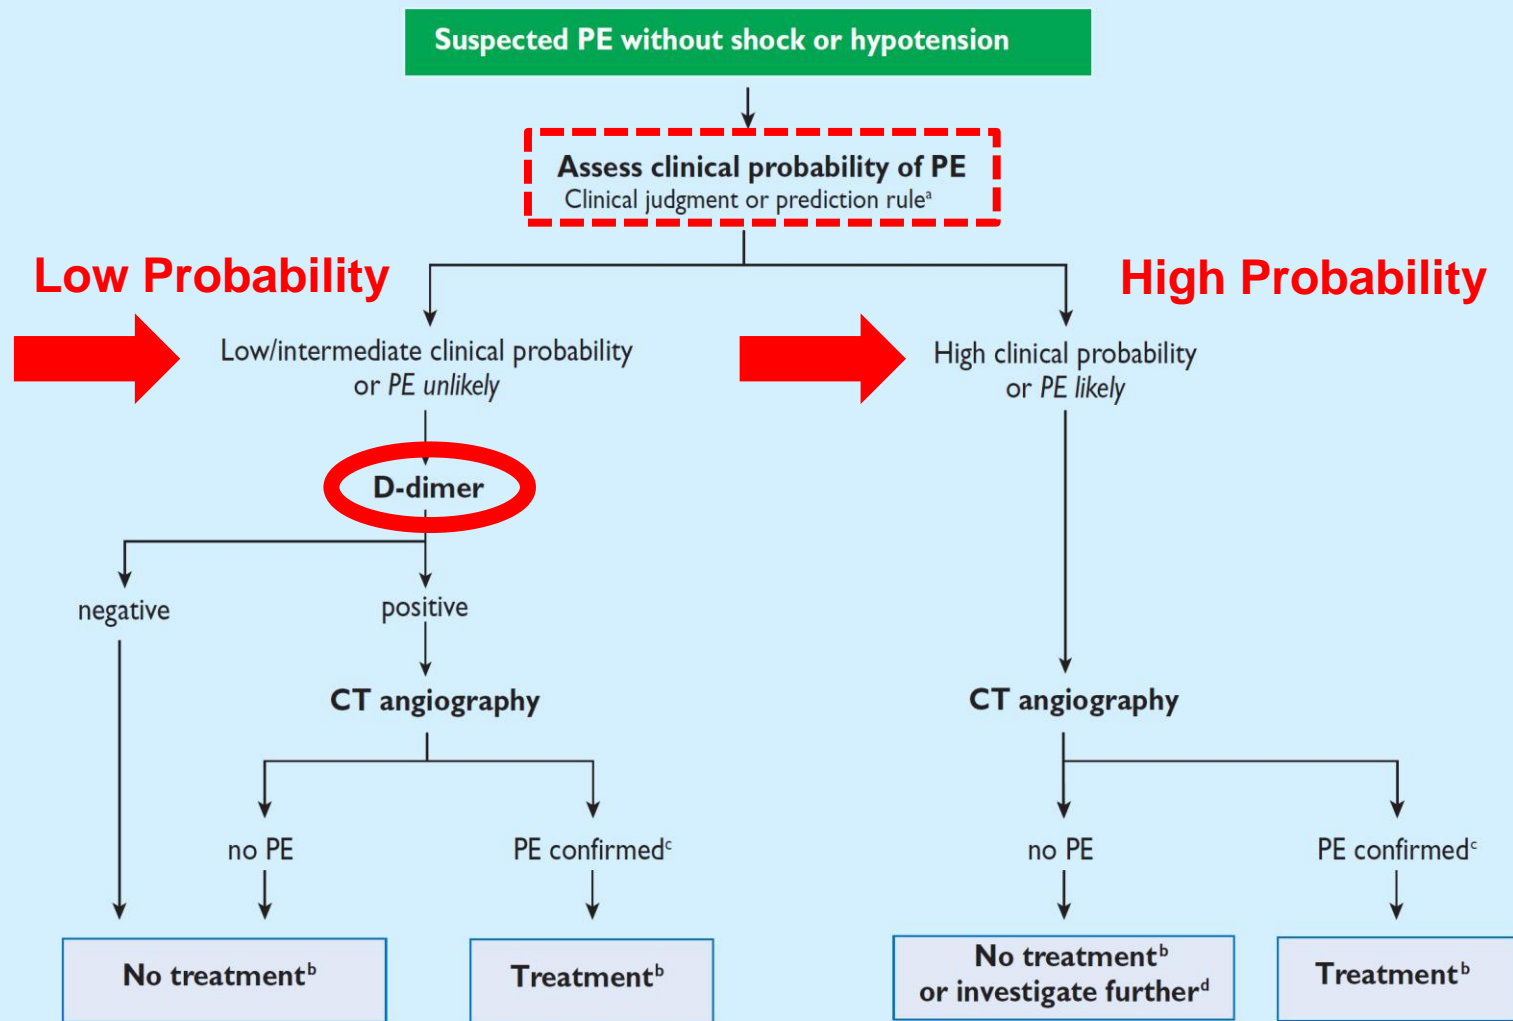 Suspected PE without shock or hypotension
Assess clinical probability of PE
Clinical judgment or prediction ruleᵃ
Low Probability
High Probability
Low/intermediate clinical probability
or PE unlikely
High clinical probability
or PE likely
D-dimer
negative
positive
CT angiography
CT angiography
no PE
PE confirmedᶜ
no PE
PE confirmedᶜ
No treatmentᵇ
Treatmentᵇ
No treatmentᵇ
or investigate furtherᵈ
Treatmentᵇ